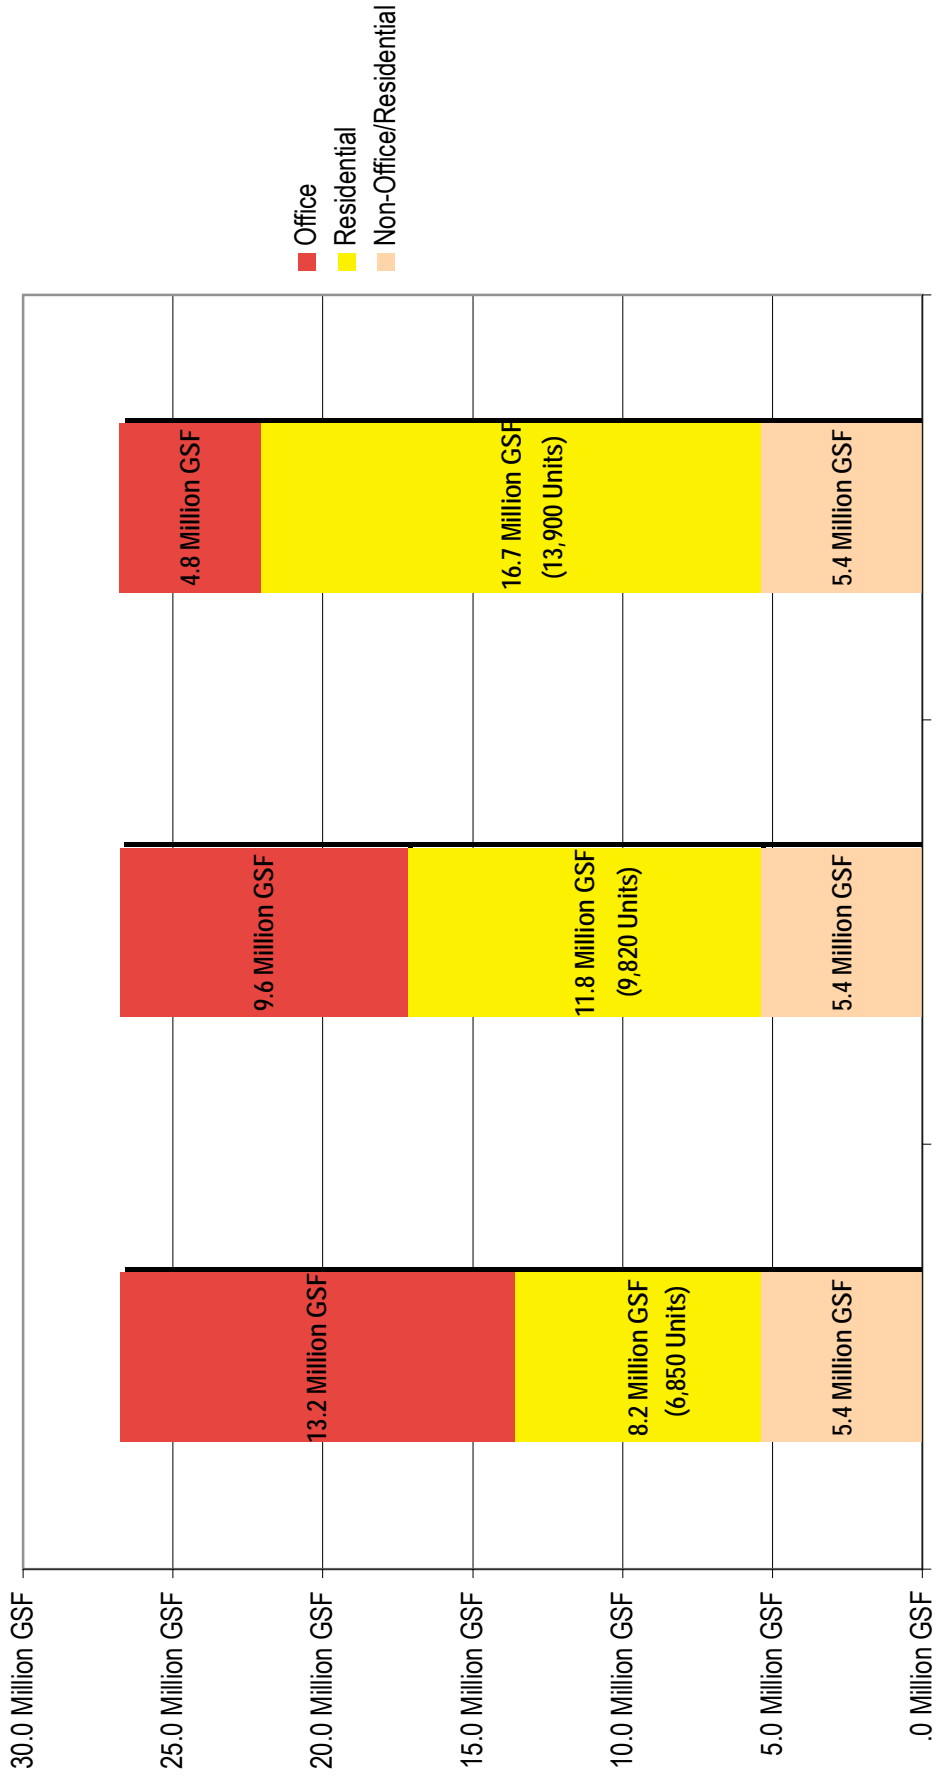 30.0 Million GSF
25.0 Million GSF
20.0 Million GSF
15.0 Million GSF
10.0 Million GSF
5.0 Million GSF
.0 Million GSF
13.2 Million GSF
8.2 Million GSF
(6,850 Units)
5.4 Million GSF
9.6 Million GSF
11.8 Million GSF
(9,820 Units)
5.4 Million GSF
4.8 Million GSF
16.7 Million GSF
(13,900 Units)
5.4 Million GSF
Office
Residential
Non-Office/Residential